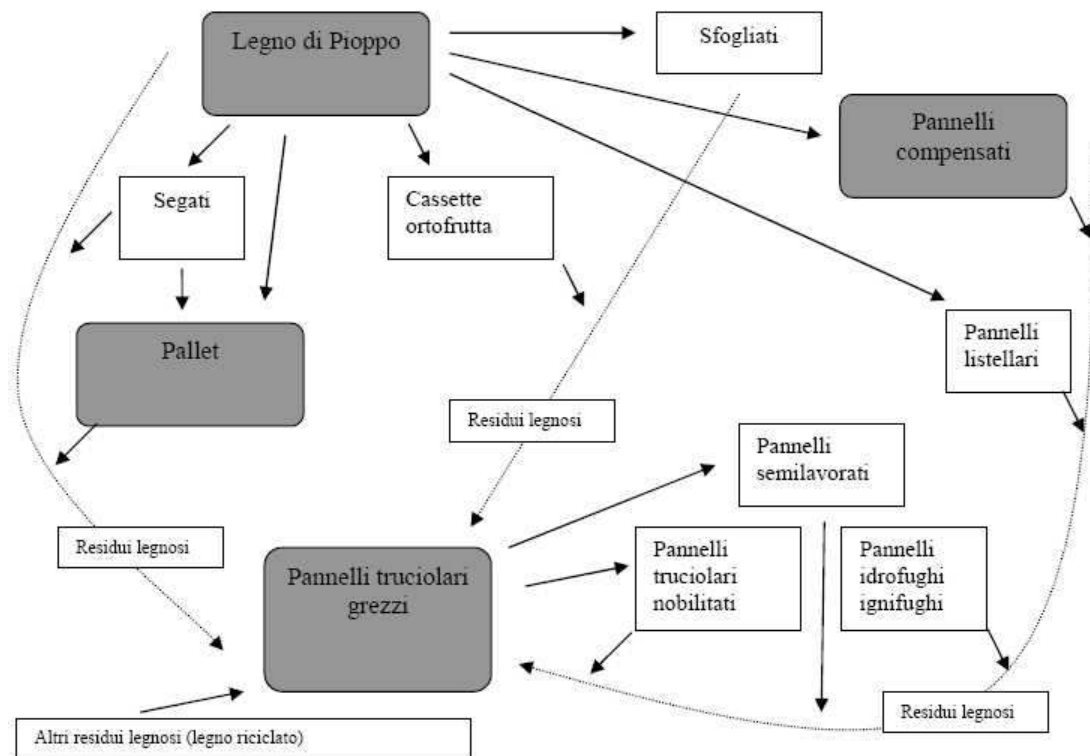 Legno di Pioppo
Sfogliati
Pannelli
compensati
Segati
Cassette
ortofrutta
Pallet
Pannelli
listellari
Residui legnosi
Pannelli
semilavorati
Residui legnosi
Pannelli truciolari
grezzi
Pannelli
truciolari
nobilitati
Pannelli
idrofughi
ignifughi
Residui legnosi
Altri residui legnosi (legno riciclato)